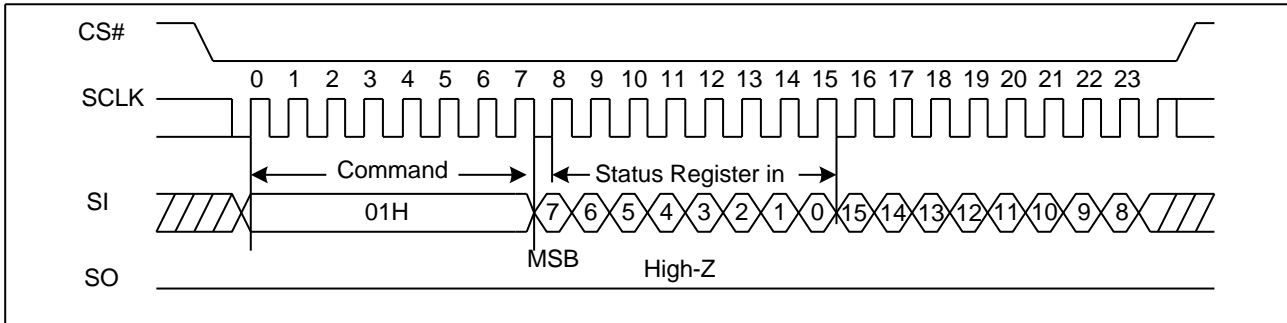 CS#
0 1 2 3 4 5 6 7 8 9 10 11 12 13 14 15 16 17 18 19 20 21 22 23
SCLK
Command Status Register in
SI 01H 7 6 5 4 3 2 1 0 15 14 13 12 11 10 9 8
MSB High-Z
SO